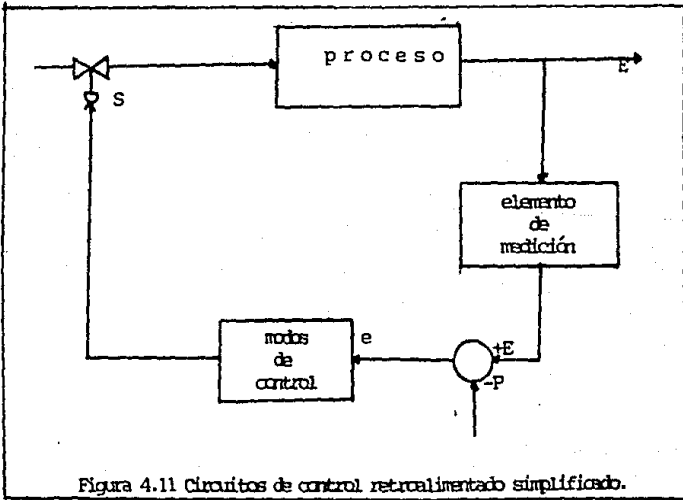 proceso
E
S
elemento
de
medición
modos
de
control
e
+E
-P
Figura 4.11 Circuitos de control retroalimentado simplificado.